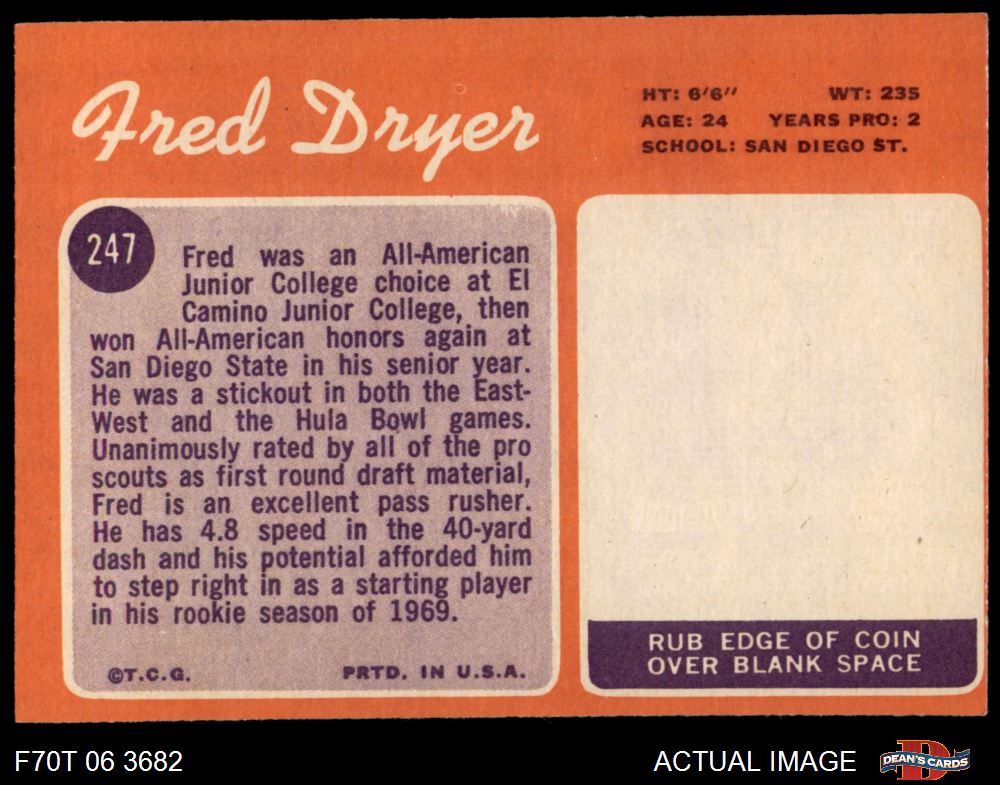 Fred Dryer
HT: 6'6" WT: 235
AGE: 24 YEARS PRO: 2
SCHOOL: SAN DIEGO ST.
247
Fred was an All-American
Junior College choice at El
Camino Junior College, then
won All-American honors again at
San Diego State in his senior year.
He was a stickout in both the East-
West and the Hula Bowl games.
Unanimously rated by all of the pro
scouts as first round draft material,
Fred is an excellent pass rusher.
He has 4.8 speed in the 40-yard
dash and his potential afforded him
to step right in as a starting player
in his rookie season of 1969.
©T.C.G. PRTD. IN U.S.A.
RUB EDGE OF COIN
OVER BLANK SPACE
F70T 06 3682
ACTUAL IMAGE
D
DEAN'S CARDS